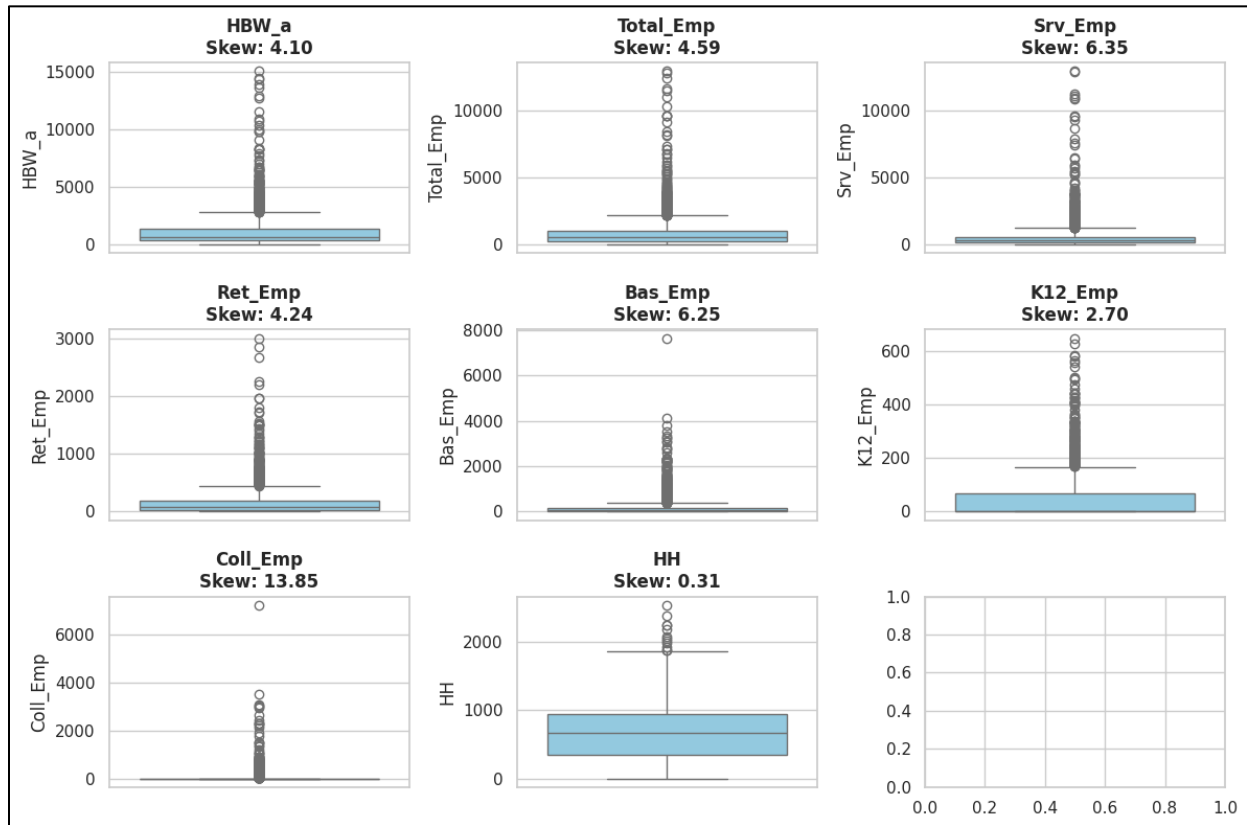 HBW_a
Skew: 4.10
HBW_a
15000
10000
5000
0
Total_Emp
Skew: 4.59
Total_Emp
10000
5000
0
Srv_Emp
Skew: 6.35
Srv_Emp
10000
5000
0
Ret_Emp
Skew: 4.24
Ret_Emp
3000
2000
1000
0
Bas_Emp
Skew: 6.25
Bas_Emp
8000
6000
4000
2000
0
K12_Emp
Skew: 2.70
K12_Emp
600
400
200
0
Coll_Emp
Skew: 13.85
Coll_Emp
6000
4000
2000
0
HH
Skew: 0.31
HH
2000
1000
0
1.0
0.8
0.6
0.4
0.2
0.0
0.0 0.2 0.4 0.6 0.8 1.0